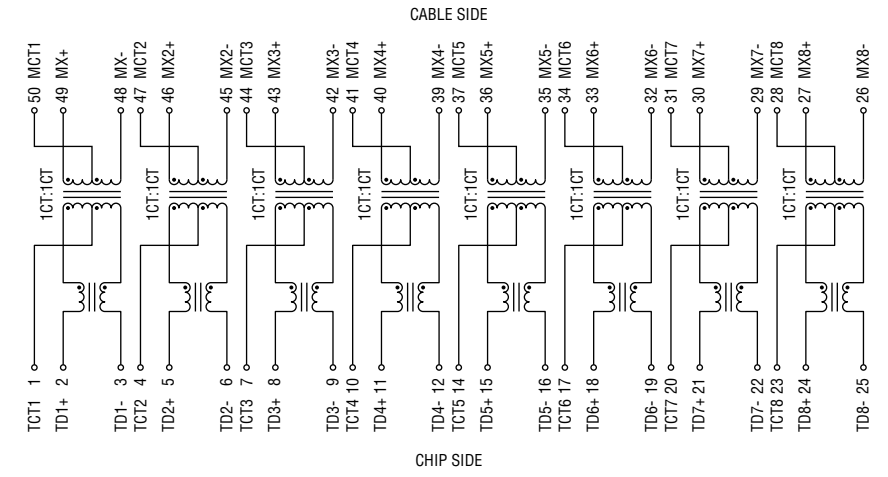 CABLE SIDE
50 MCT1
49 MX+
48 MX-
47 MCT2
46 MX2+
45 MX2-
44 MCT3
43 MX3+
42 MX3-
41 MCT4
40 MX4+
39 MX4-
37 MCT5
36 MX5+
35 MX5-
34 MCT6
33 MX6+
32 MX6-
31 MCT7
30 MX7+
29 MX7-
28 MCT8
27 MX8+
26 MX8-
1CT:1CT
1CT:1CT
1CT:1CT
1CT:1CT
1CT:1CT
1CT:1CT
1CT:1CT
1CT:1CT
TCT1 1
TD1+ 2
TD1- 3
TCT2 4
TD2+ 5
TD2- 6
TCT3 7
TD3+ 8
TD3- 9
TCT4 10
TD4+ 11
TD4- 12
TCT5 14
TD5+ 15
TD5- 16
TCT6 17
TD6+ 18
TD6- 19
TCT7 20
TD7+ 21
TD7- 22
TCT8 23
TD8+ 24
TD8- 25
CHIP SIDE